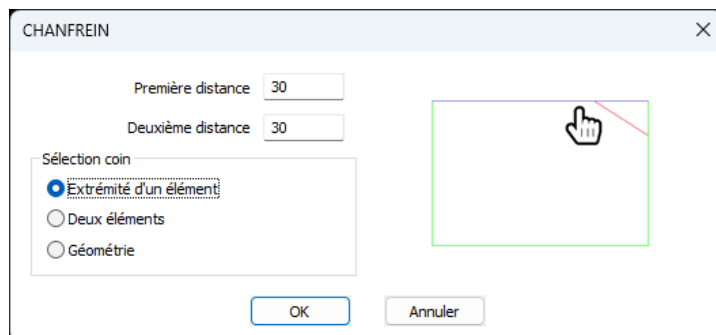 CHANFREIN
Première distance 30
Deuxième distance 30
Sélection coin
Extrémité d'un élément
Deux éléments
Géométrie
OK Annuler